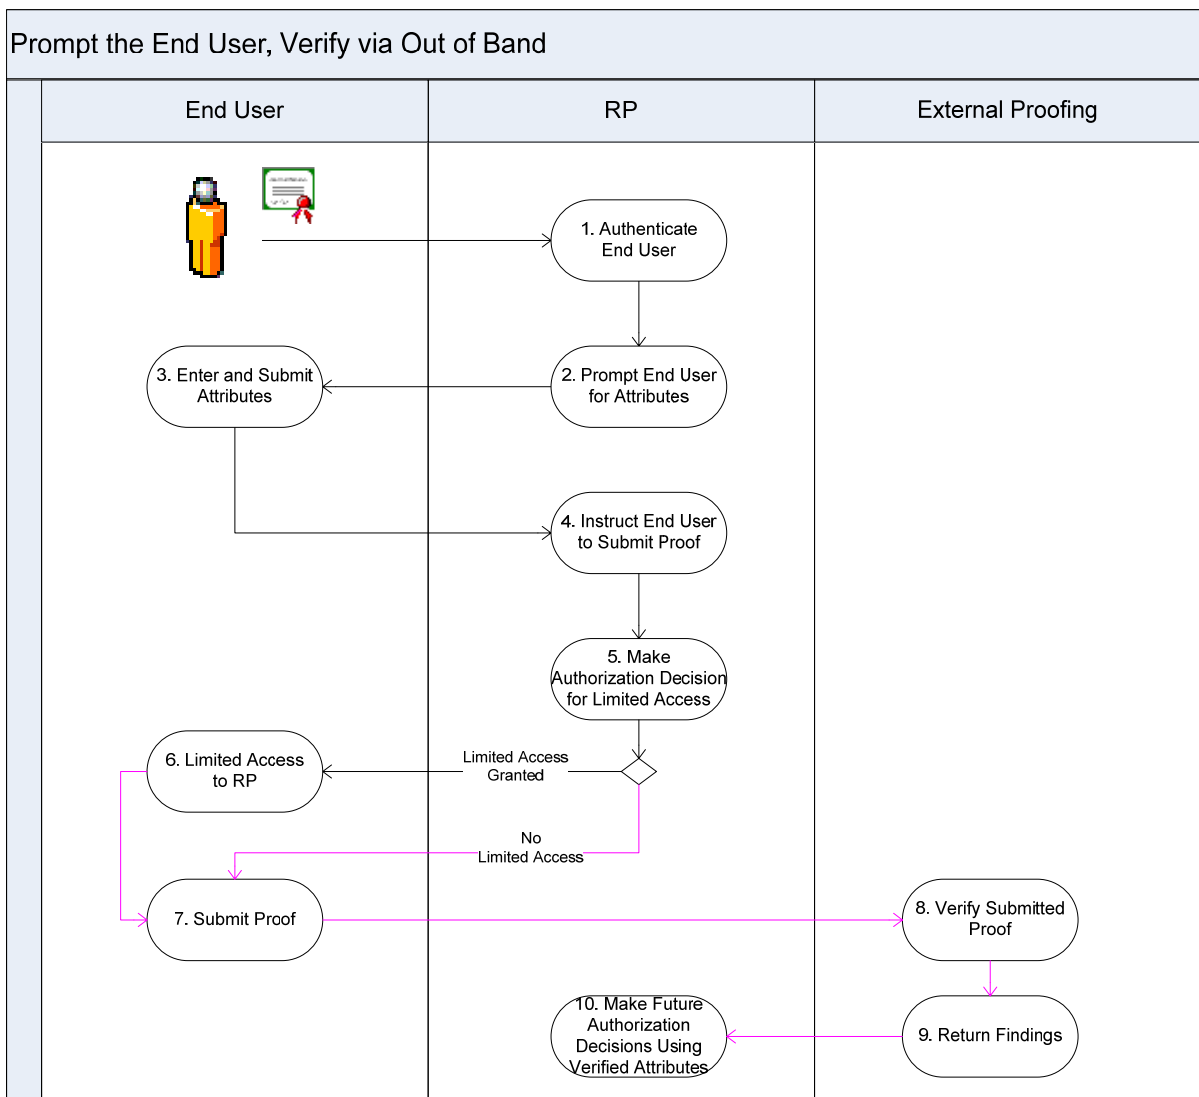 Prompt the End User, Verify via Out of Band
End User
RP
External Proofing
1. Authenticate
End User
3. Enter and Submit
Attributes
2. Prompt End User
for Attributes
4. Instruct End User
to Submit Proof
5. Make
Authorization Decision
for Limited Access
6. Limited Access
to RP
Limited Access
Granted
No
Limited Access
7. Submit Proof
8. Verify Submitted
Proof
10. Make Future
Authorization
Decisions Using
Verified Attributes
9. Return Findings